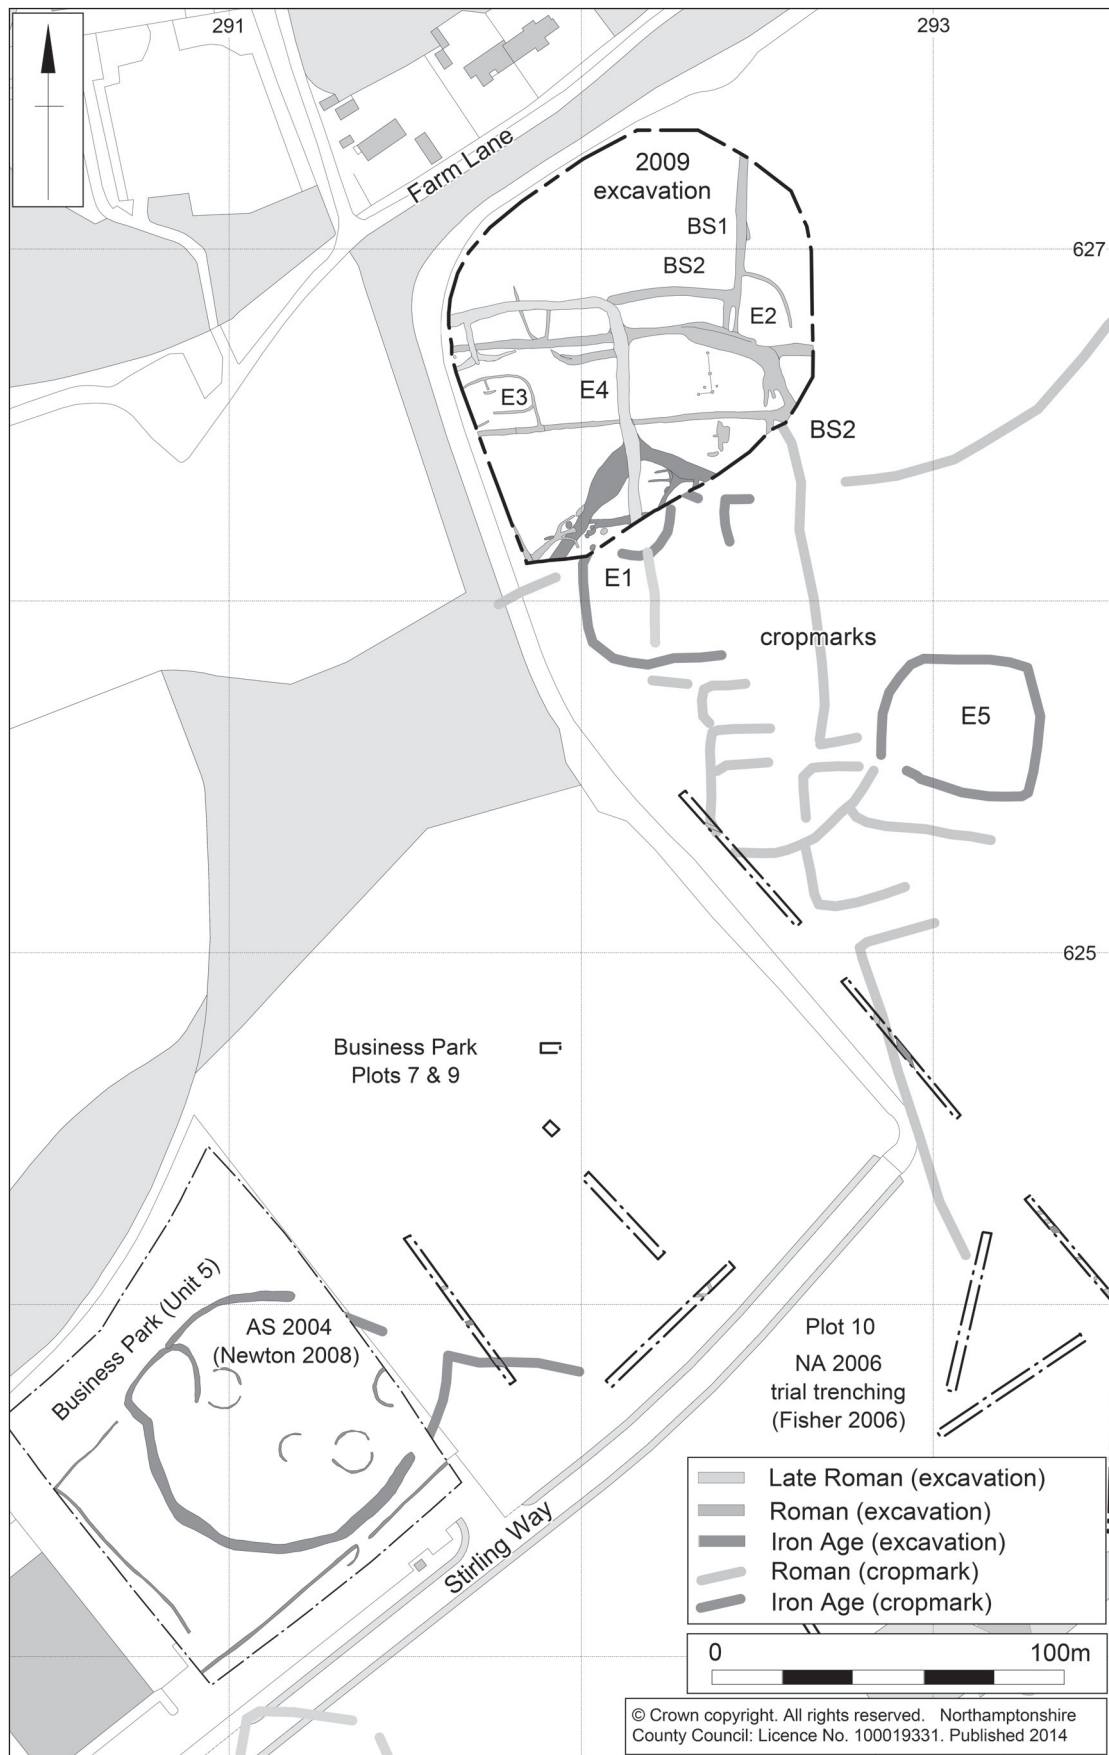 291
293
Farm Lane
2009
excavation
BS1
627
BS2
E2
E3
E4
BS2
E1
cropmarks
E5
625
Business Park
Plots 7 & 9
Business Park (Unit 5)
AS 2004
(Newton 2008)
Plot 10
NA 2006
trial trenching
(Fisher 2006)
Stirling Way
Late Roman (excavation)
Roman (excavation)
Iron Age (excavation)
Roman (cropmark)
Iron Age (cropmark)
0 100m
© Crown copyright. All rights reserved. Northamptonshire
County Council: Licence No. 100019331. Published 2014